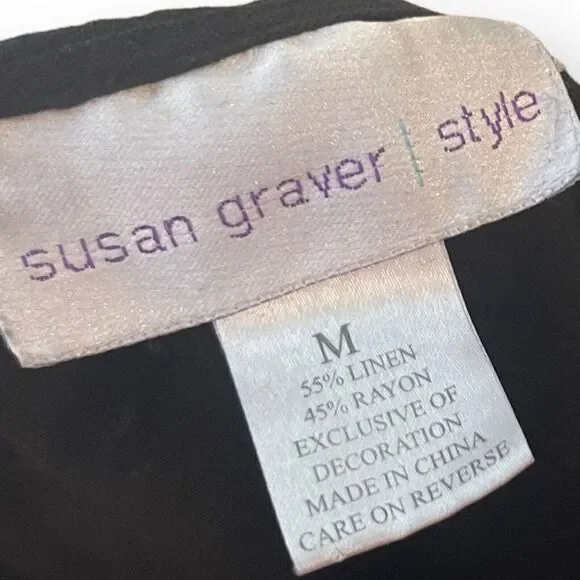 susan graver | style
M
55% LINEN
45% RAYON
EXCLUSIVE OF
DECORATION
MADE IN CHINA
CARE ON REVERSE